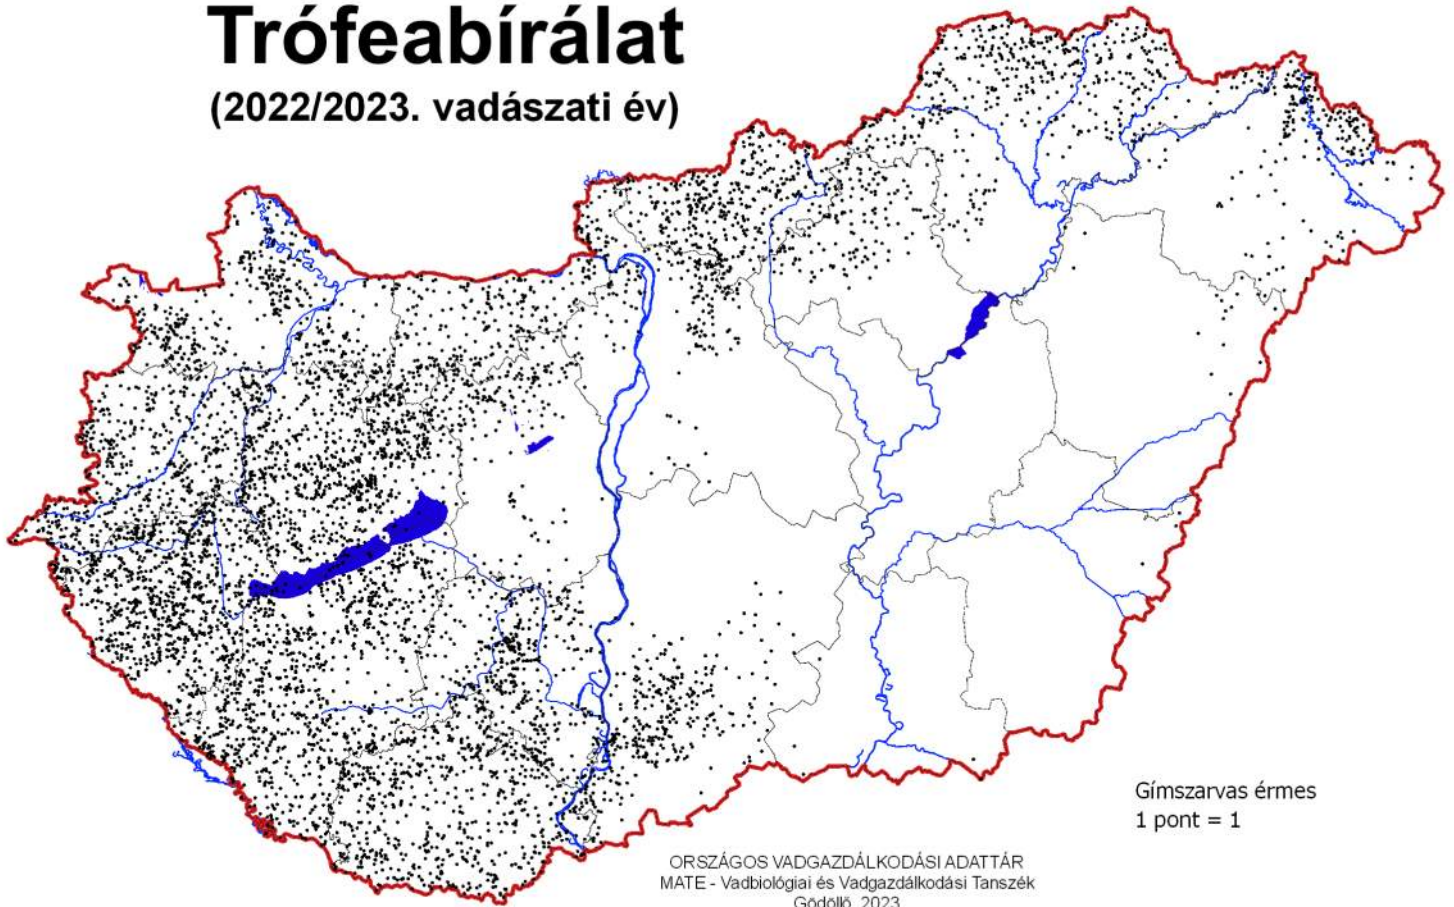 Trófeabírálat
(2022/2023. vadászati év)
Gímszarvas érmes
1 pont = 1
ORSZÁGOS VADGAZDÁLKODÁSI ADATTÁR
MATE - Vadbiológiai és Vadgazdálkodási Tanszék
Gödöllő, 2023